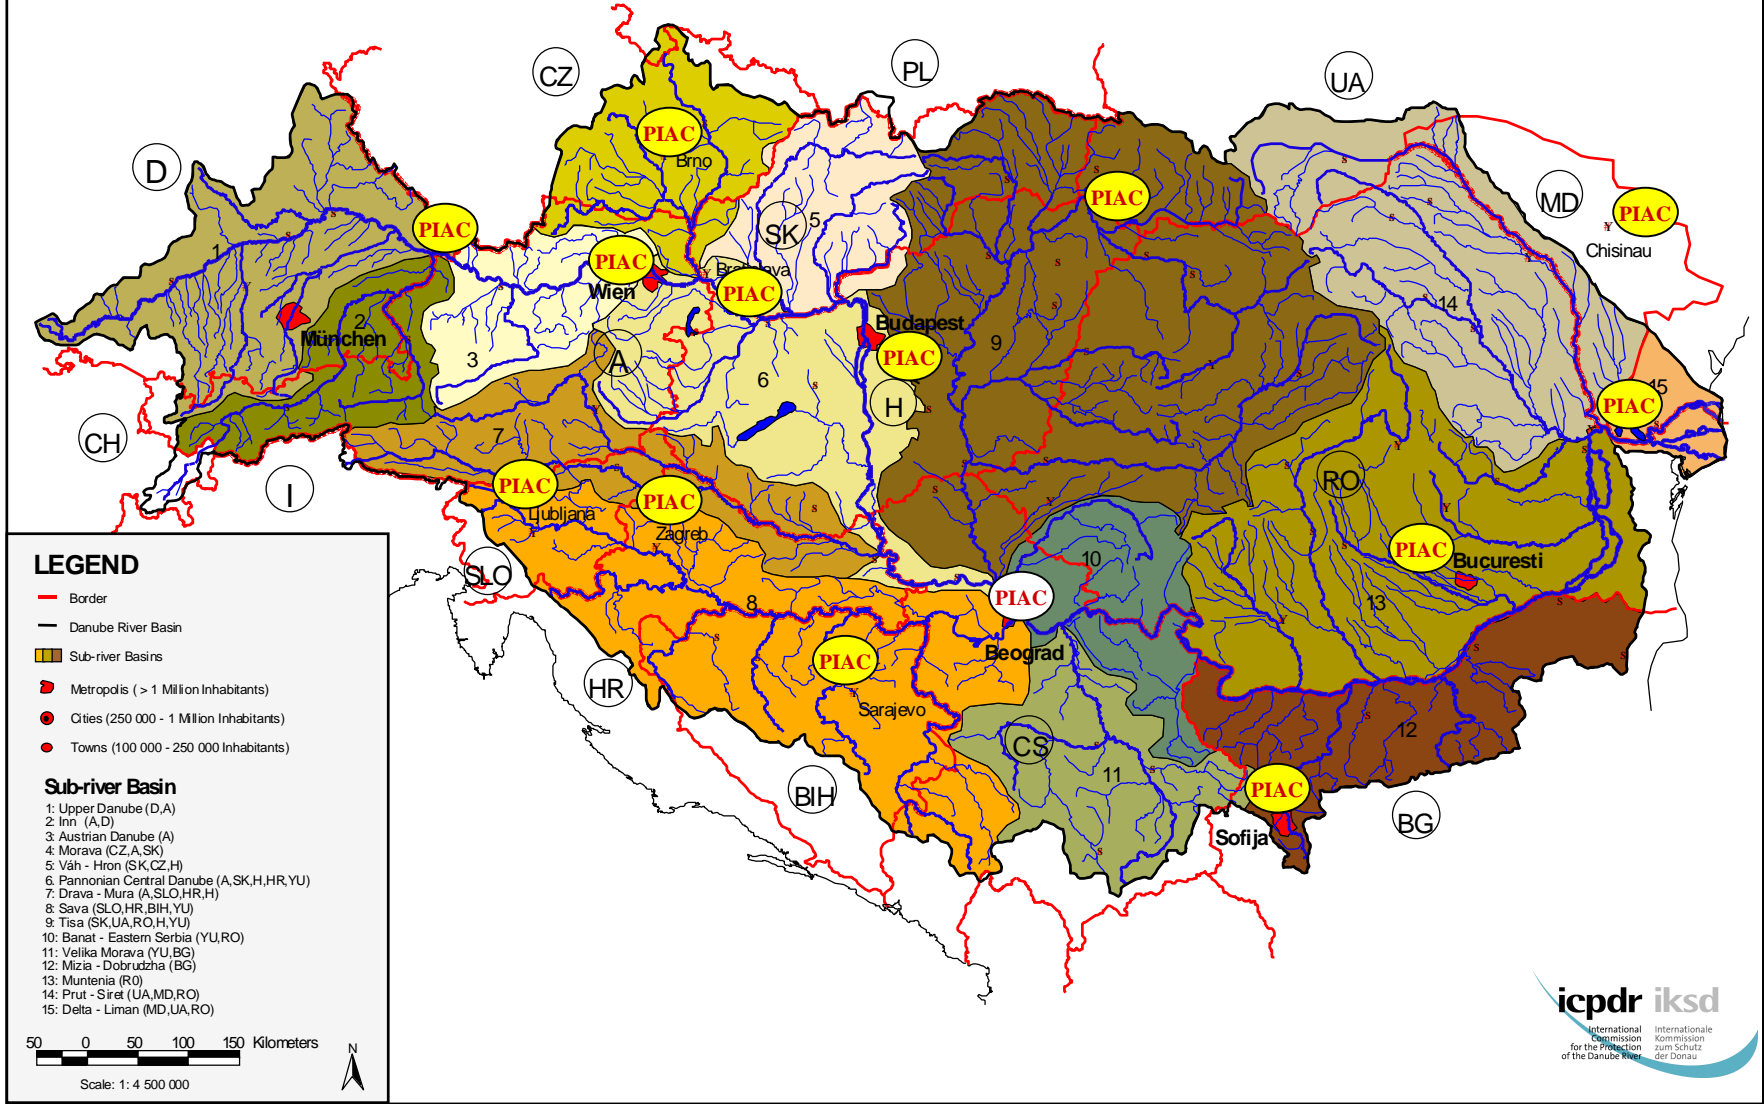 CZ
PL
UA
D
MD
PIAC
Brno
PIAC
PIAC
Chisinau
PIAC
SK
5
1
PIAC
Wien
Bratislava
PIAC
2
München
3
A
6
Budapest
PIAC
H
9
14
15
PIAC
CH
I
7
PIAC
Ljubljana
PIAC
Zagreb
RO
PIAC
Bucuresti
10
13
SLO
8
PIAC
Beograd
HR
PIAC
Sarajevo
CS
11
12
BIH
PIAC
Sofija
BG
LEGEND
Border
Danube River Basin
Sub-river Basins
Metropolis ( > 1 Million Inhabitants)
Cities (250 000 - 1 Million Inhabitants)
Towns (100 000 - 250 000 Inhabitants)
Sub-river Basin
1: Upper Danube (D,A)
2: Inn (A,D)
3: Austrian Danube (A)
4: Morava (CZ,A,SK)
5: Váh - Hron (SK,CZ,H)
6. Pannonian Central Danube (A,SK,H,HR,YU)
7: Drava - Mura (A,SLO,HR,H)
8: Sava (SLO,HR,BIH,YU)
9: Tisa (SK,UA,RO,H,YU)
10: Banat - Eastern Serbia (YU,RO)
11: Velika Morava (YU,BG)
12: Mizia - Dobrudzha (BG)
13: Muntenia (R0)
14: Prut - Siret (UA,MD,RO)
15: Delta - Liman (MD,UA,RO)
50 0 50 100 150 Kilometers
N
Scale: 1: 4 500 000
icpdr iksd
International Commission for the Protection of the Danube River
Internationale Kommission zum Schutz der Donau